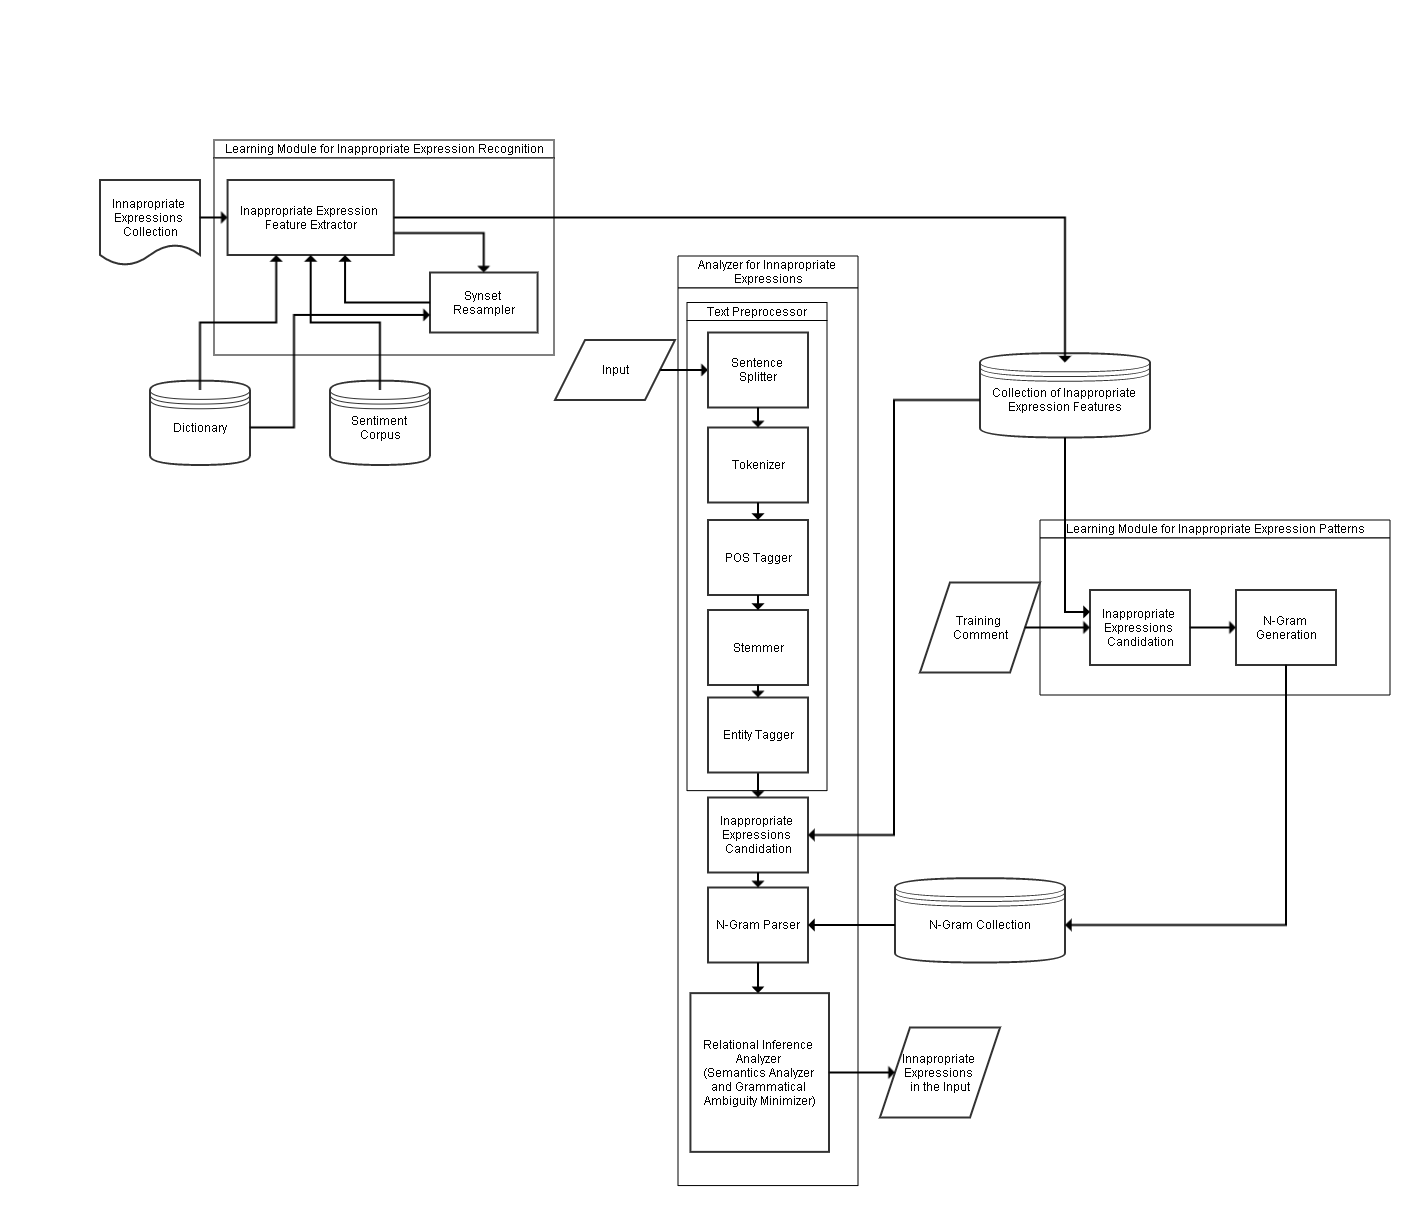 Learning Module for Inappropriate Expression Recognition
Innapropriate
Expressions
Collection
Inappropriate Expression
Feature Extractor
Synset
Resampler
Dictionary
Sentiment
Corpus
Analyzer for Innapropriate
Expressions
Text Preprocessor
Input
Sentence
Splitter
Tokenizer
POS Tagger
Stemmer
Entity Tagger
Inappropriate
Expressions
Candidation
N-Gram Parser
Relational Inference
Analyzer
(Semantics Analyzer
and Grammatical
Ambiguity Minimizer)
Collection of Inappropriate
Expression Features
Learning Module for Inappropriate Expression Patterns
Training
Comment
Inappropriate
Expressions
Candidation
N-Gram
Generation
N-Gram Collection
Innapropriate
Expressions
in the Input